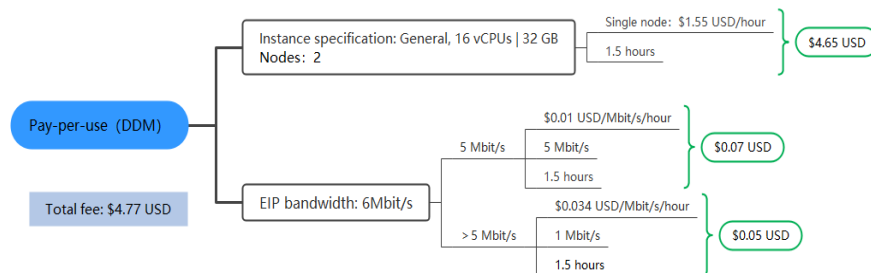 Single node: $1.55 USD/hour
Instance specification: General, 16 vCPUs | 32 GB
Nodes: 2
1.5 hours
$4.65 USD
Pay-per-use (DDM)
$0.01 USD/Mbit/s/hour
5 Mbit/s
5 Mbit/s
1.5 hours
$0.07 USD
Total fee: $4.77 USD
EIP bandwidth: 6Mbit/s
$0.034 USD/Mbit/s/hour
> 5 Mbit/s
1 Mbit/s
1.5 hours
$0.05 USD